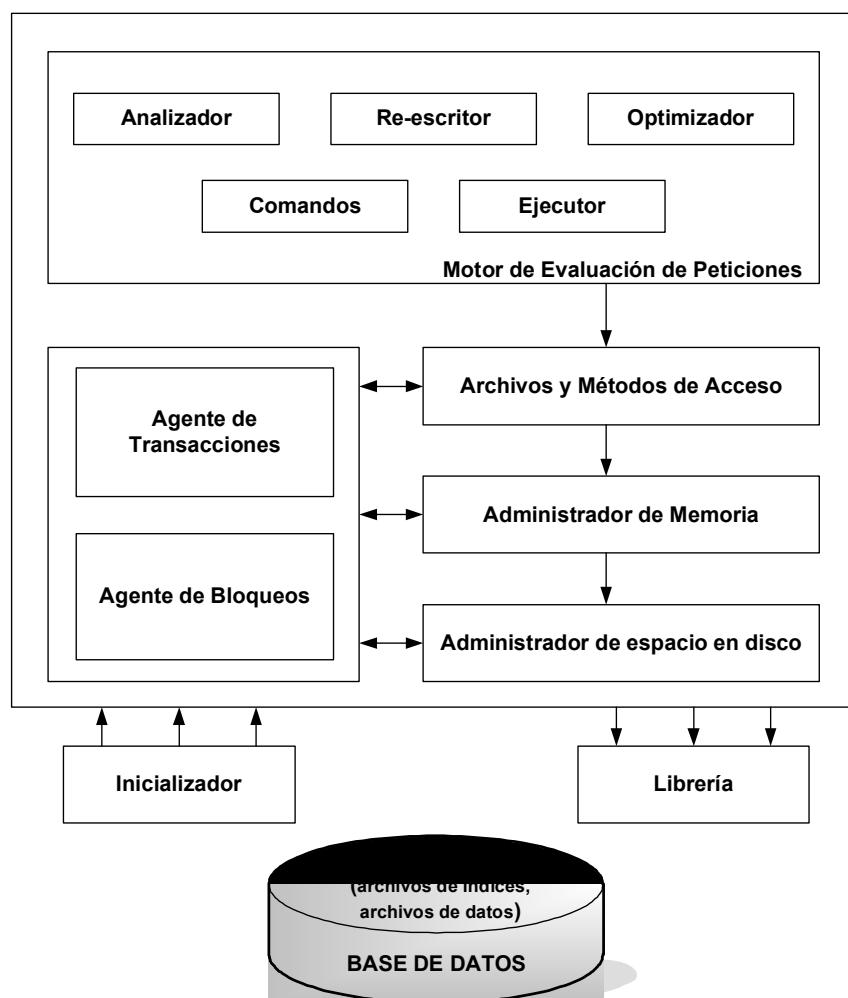 Analizador
Re-escritor
Optimizador
Comandos
Ejecutor
Motor de Evaluación de Peticiones
Agente de
Transacciones
Agente de Bloqueos
Archivos y Métodos de Acceso
Administrador de Memoria
Administrador de espacio en disco
Inicializador
Librería
(archivos de índices,
archivos de datos)
BASE DE DATOS